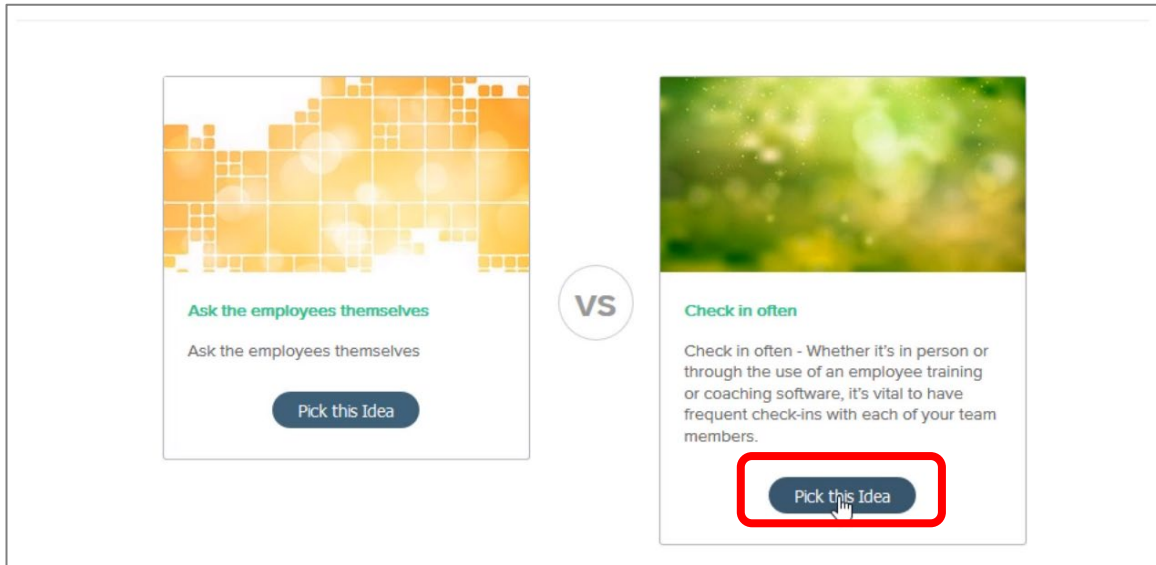 Ask the employees themselves
Ask the employees themselves
Pick this Idea
VS
Check in often
Check in often - Whether it's in person or
through the use of an employee training
or coaching software, it's vital to have
frequent check-ins with each of your team
members.
Pick this Idea